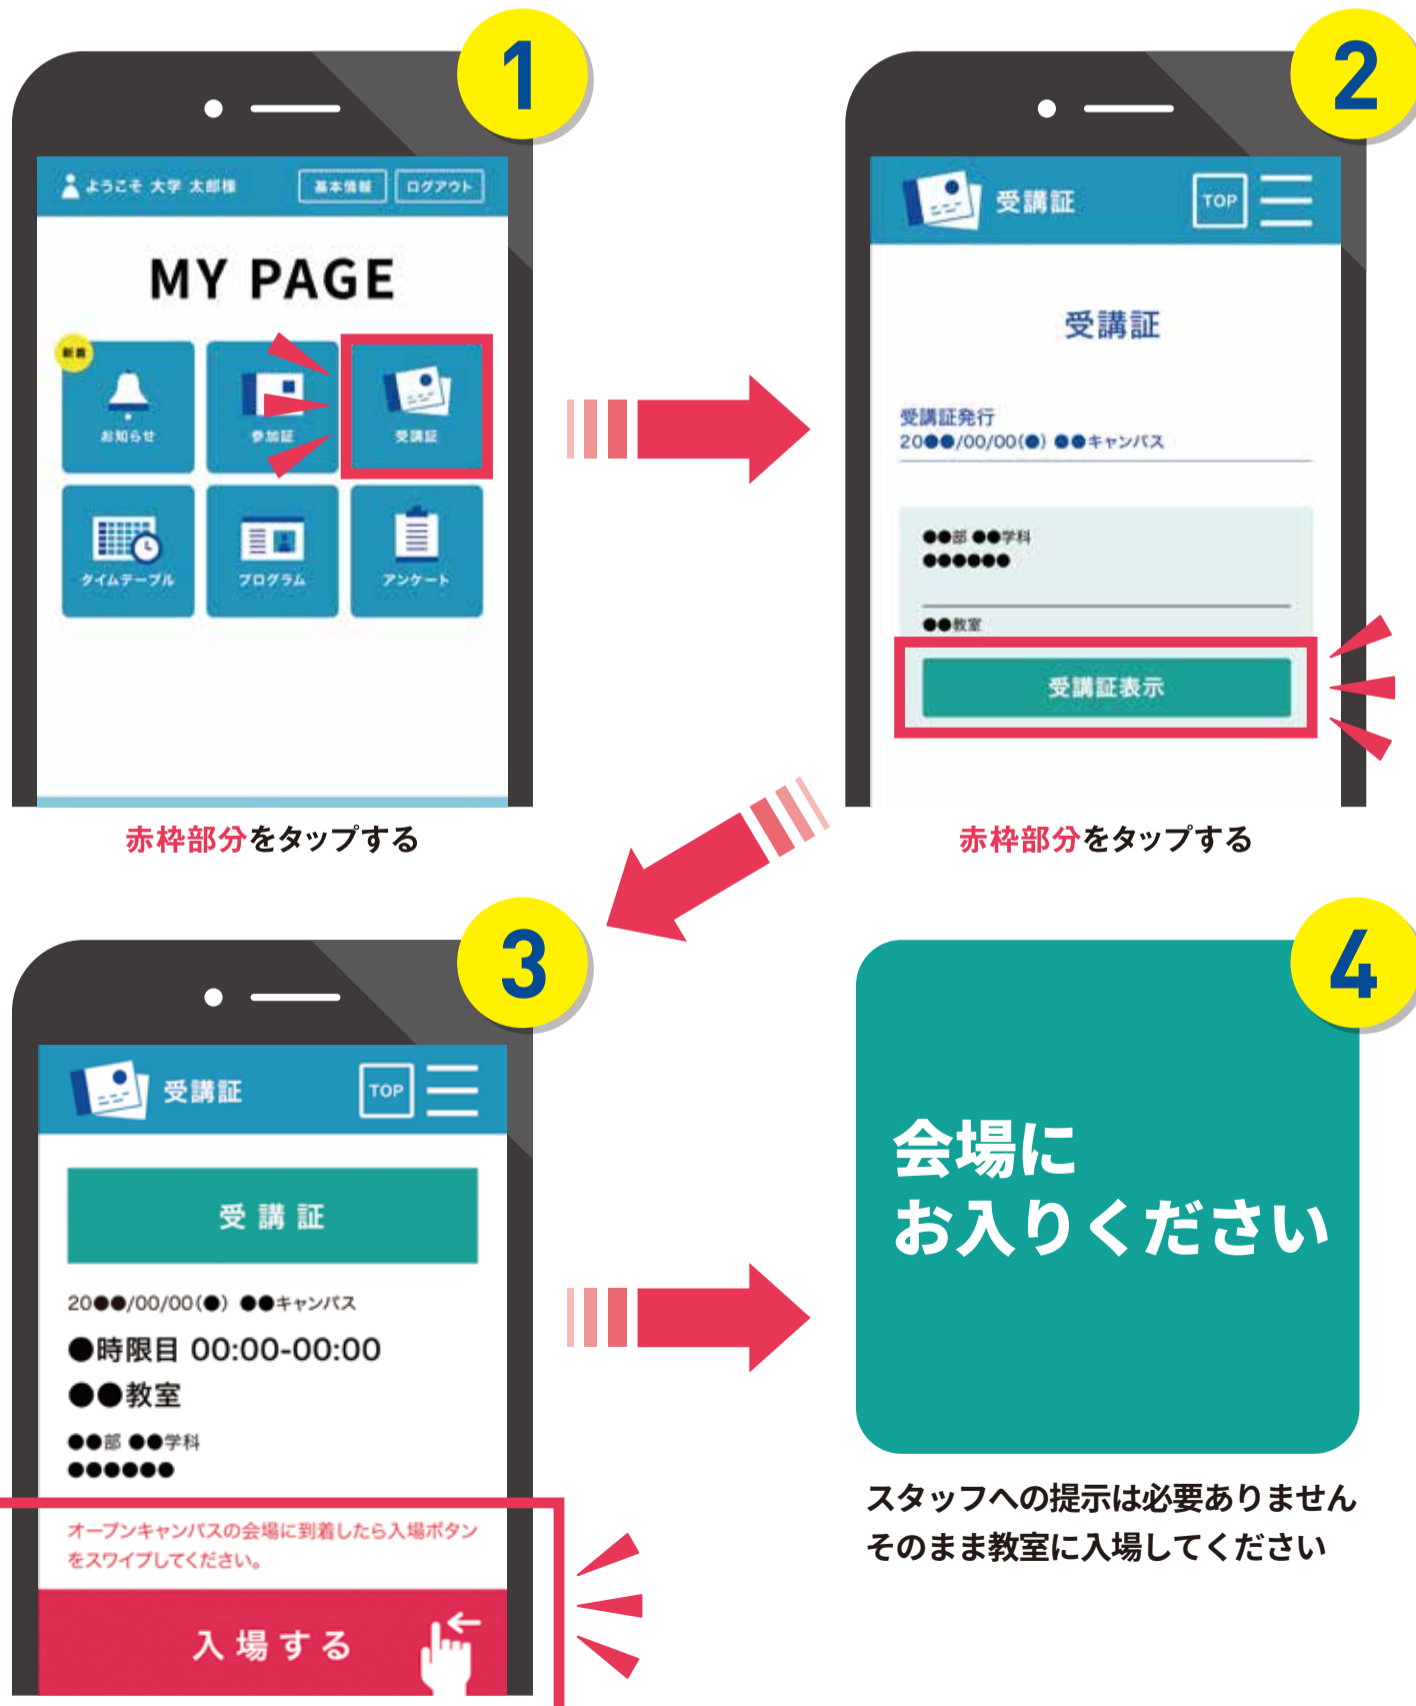 1
ようこそ 大学 太郎様
基本情報
ログアウト
MY PAGE
新着
お知らせ
参加証
受講証
タイムテーブル
プログラム
アンケート
赤枠部分をタップする
2
受講証
TOP
受講証
受講証発行
20●●/00/00(●) ●●キャンパス
●●部 ●●学科
●●●●●●
●●教室
受講証表示
赤枠部分をタップする
3
受講証
TOP
受講証
20●●/00/00(●) ●●キャンパス
●時限目 00:00-00:00
●●教室
●●部 ●●学科
●●●●●●
オープンキャンパスの会場に到着したら入場ボタン
をスワイプしてください。
入場する
4
会場に
お入りください
スタッフへの提示は必要ありません
そのまま教室に入場してください